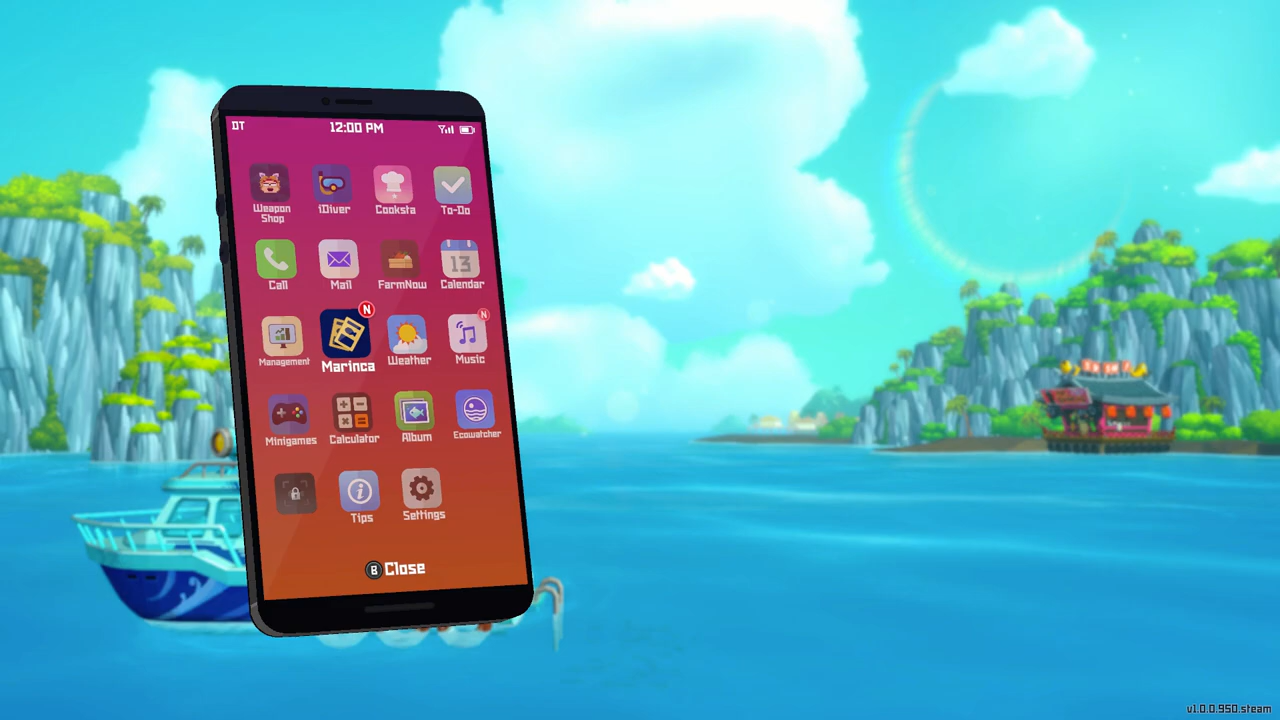 DT
12:00 PM
Weapon
Shop
iDiver
Cooksta
To-Do
Call
Mail
FarmNow
13
Calendar
Management
N
Marinca
Weather
N
Music
Minigames
Calculator
Album
Ecowatcher
Tips
Settings
B Close
v1.0.0.950.steam